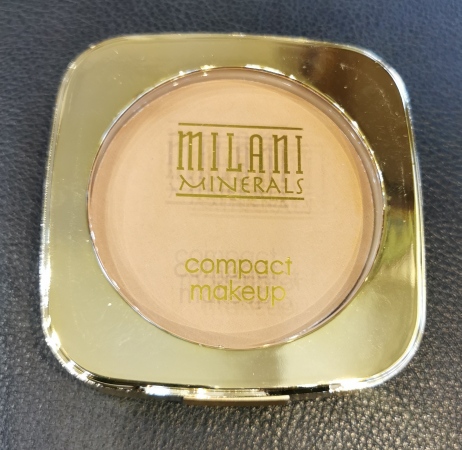 MILANI
MINERALS
compact
makeup